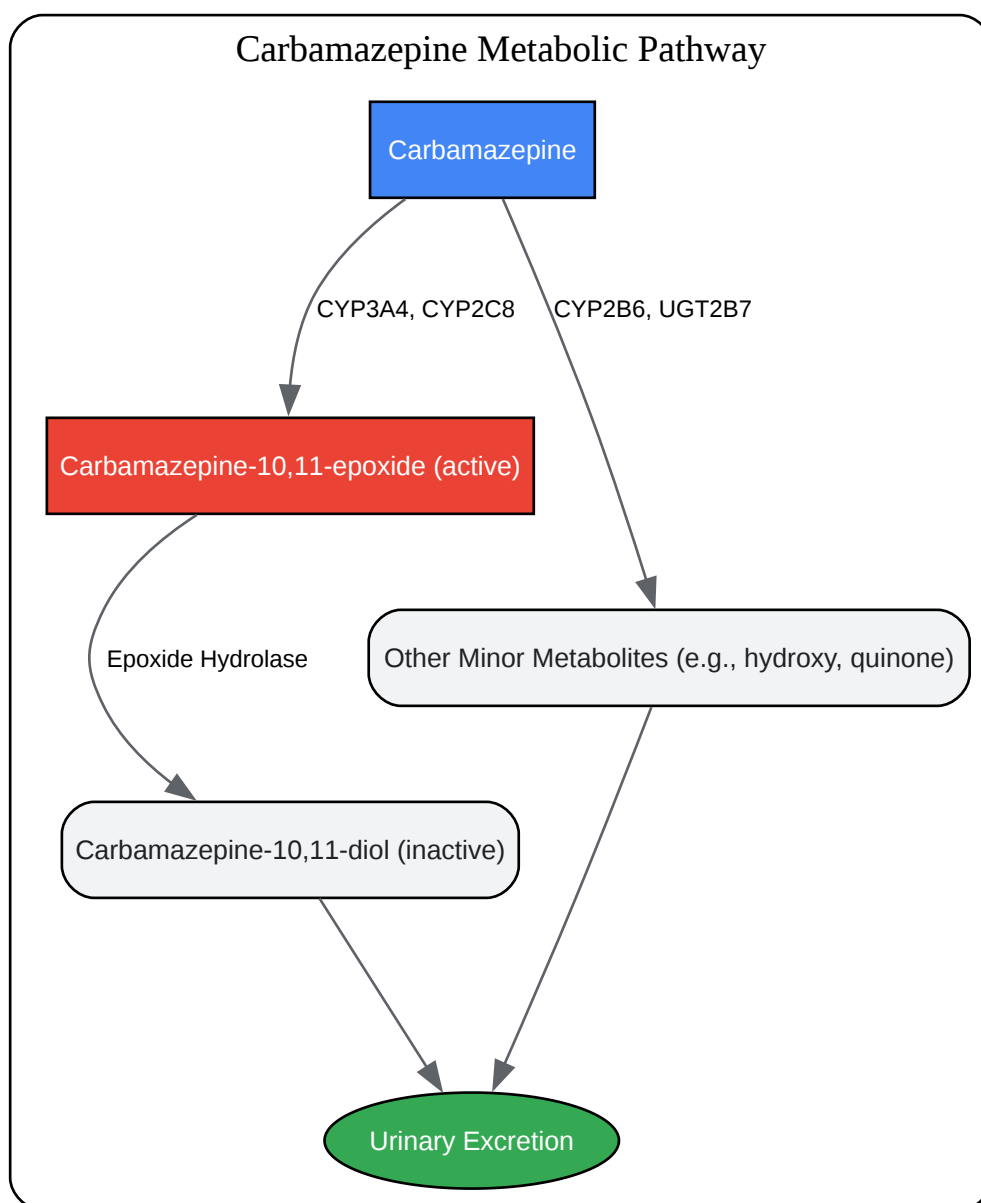 Carbamazepine Metabolic Pathway
Carbamazepine
CYP3A4, CYP2C8
CYP2B6, UGT2B7
Carbamazepine-10,11-epoxide (active)
Epoxide Hydrolase
Other Minor Metabolites (e.g., hydroxy, quinone)
Carbamazepine-10,11-diol (inactive)
Urinary Excretion